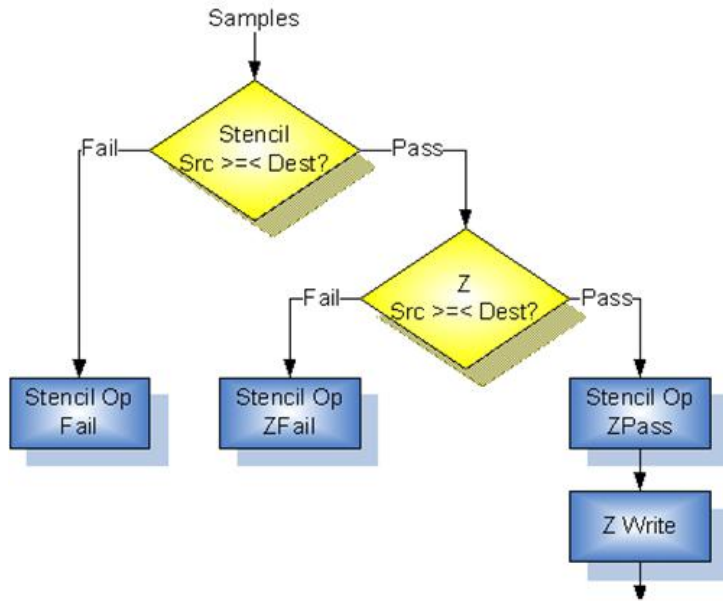 Samples
Stencil
Src >=< Dest?
Fail
Pass
Z
Src >=< Dest?
Fail
Pass
Stencil Op
Fail
Stencil Op
ZFail
Stencil Op
ZPass
Z Write